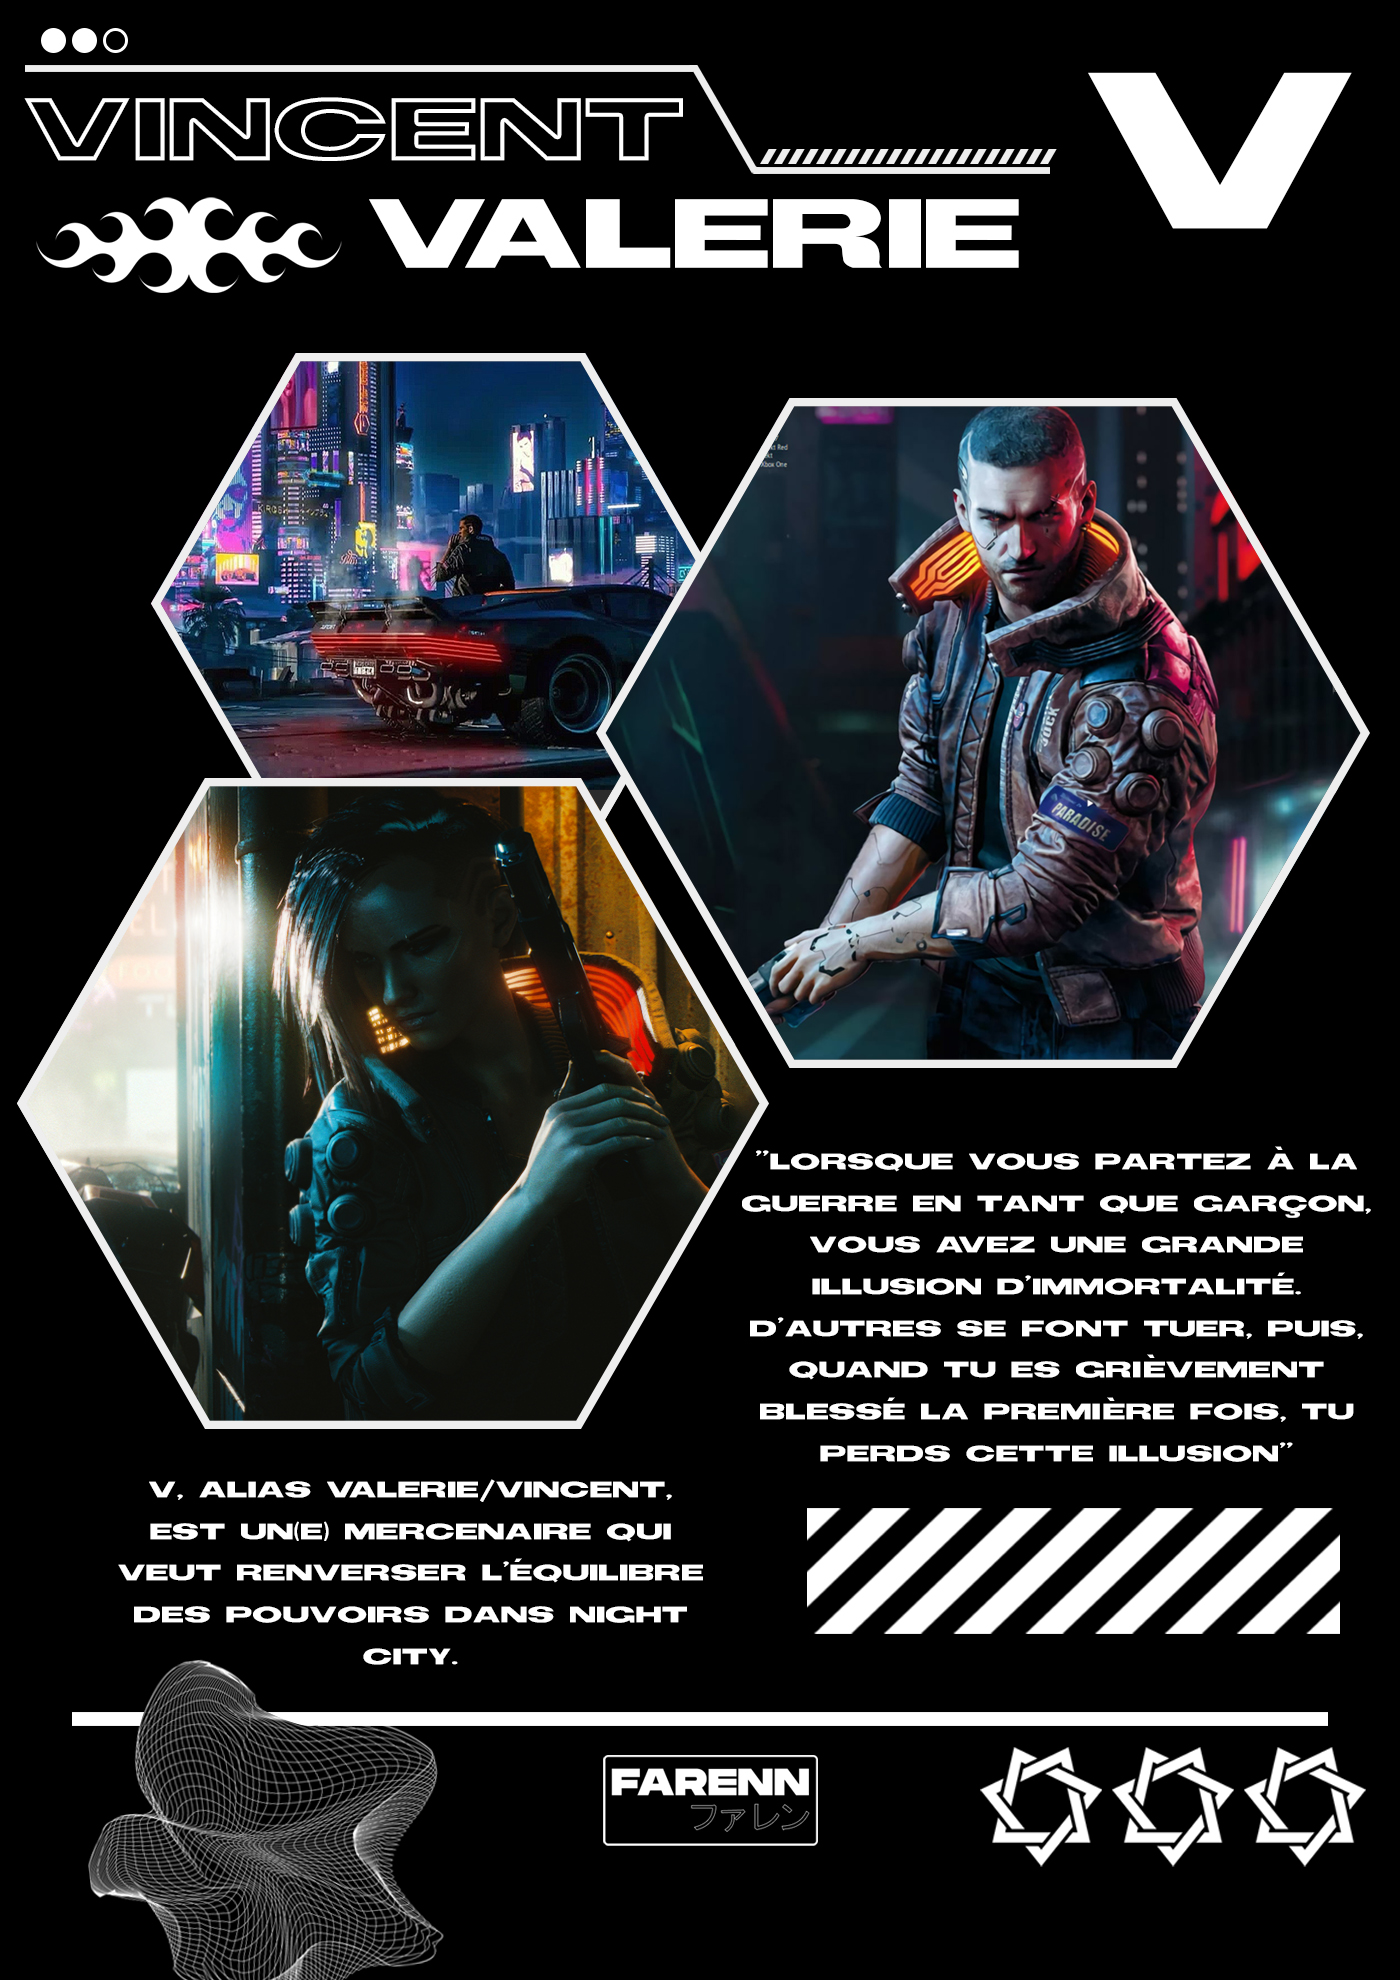 VINCENT
V
VALERIE
PARADISE
"LORSQUE VOUS PARTEZ À LA
GUERRE EN TANT QUE GARÇON,
VOUS AVEZ UNE GRANDE
ILLUSION D'IMMORTALITÉ.
D'AUTRES SE FONT TUER, PUIS,
QUAND TU ES GRIÈVEMENT
BLESSÉ LA PREMIÈRE FOIS, TU
PERDS CETTE ILLUSION"
V, ALIAS VALERIE/VINCENT,
EST UN(E) MERCENAIRE QUI
VEUT RENVERSER L'ÉQUILIBRE
DES POUVOIRS DANS NIGHT
CITY.
FARENN
ファレン